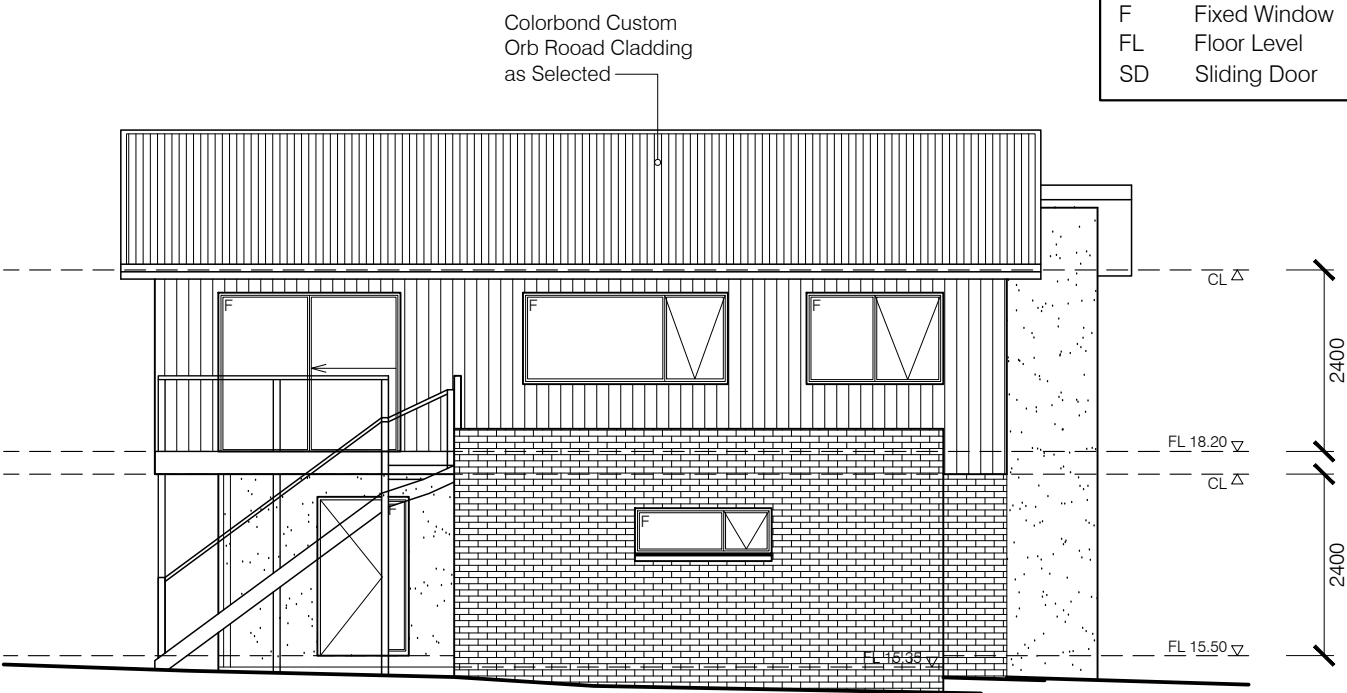 Colorbond Custom
Orb Rooad Cladding
as Selected
F Fixed Window
FL Floor Level
SD Sliding Door
CL
F
F
F
2400
FL 18.20
CL
F
F
2400
FL 15.50
FL 15.35